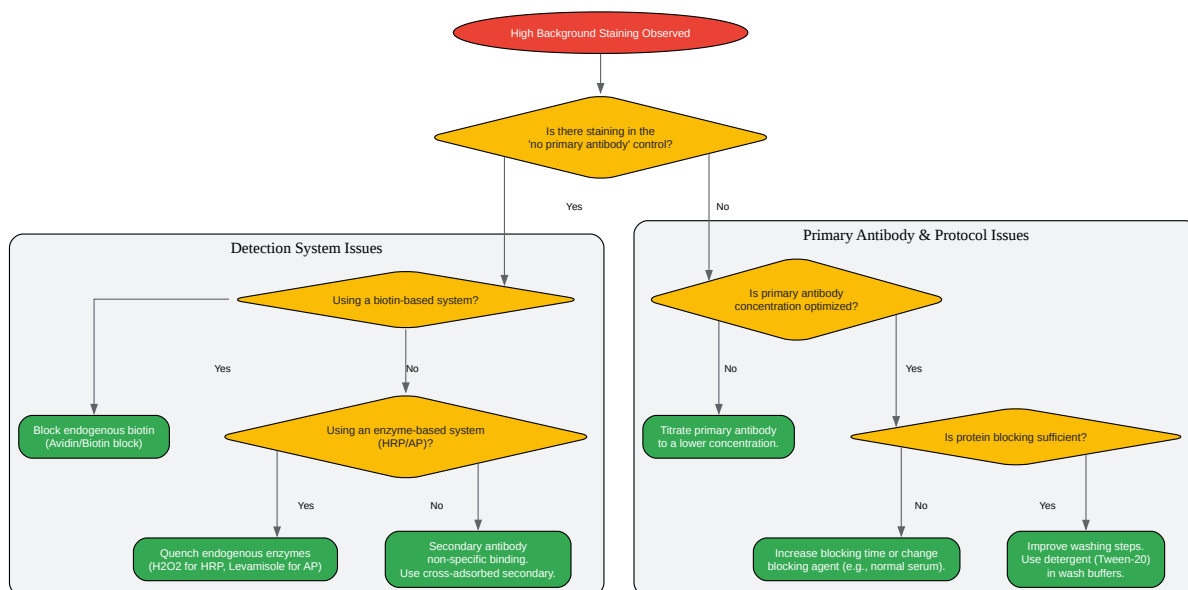 High Background Staining Observed
Is there staining in the
'no primary antibody' control?
Yes
No
Detection System Issues
Using a biotin-based system?
Yes
No
Block endogenous biotin
(Avidin/Biotin block)
Using an enzyme-based system
(HRP/AP)?
Yes
No
Quench endogenous enzymes
(H2O2 for HRP, Levamisole for AP)
Secondary antibody
non-specific binding.
Use cross-adsorbed secondary.
Primary Antibody & Protocol Issues
Is primary antibody
concentration optimized?
No
Yes
Titrate primary antibody
to a lower concentration.
Is protein blocking sufficient?
No
Yes
Increase blocking time or change
blocking agent (e.g., normal serum).
Improve washing steps.
Use detergent (Tween-20)
in wash buffers.